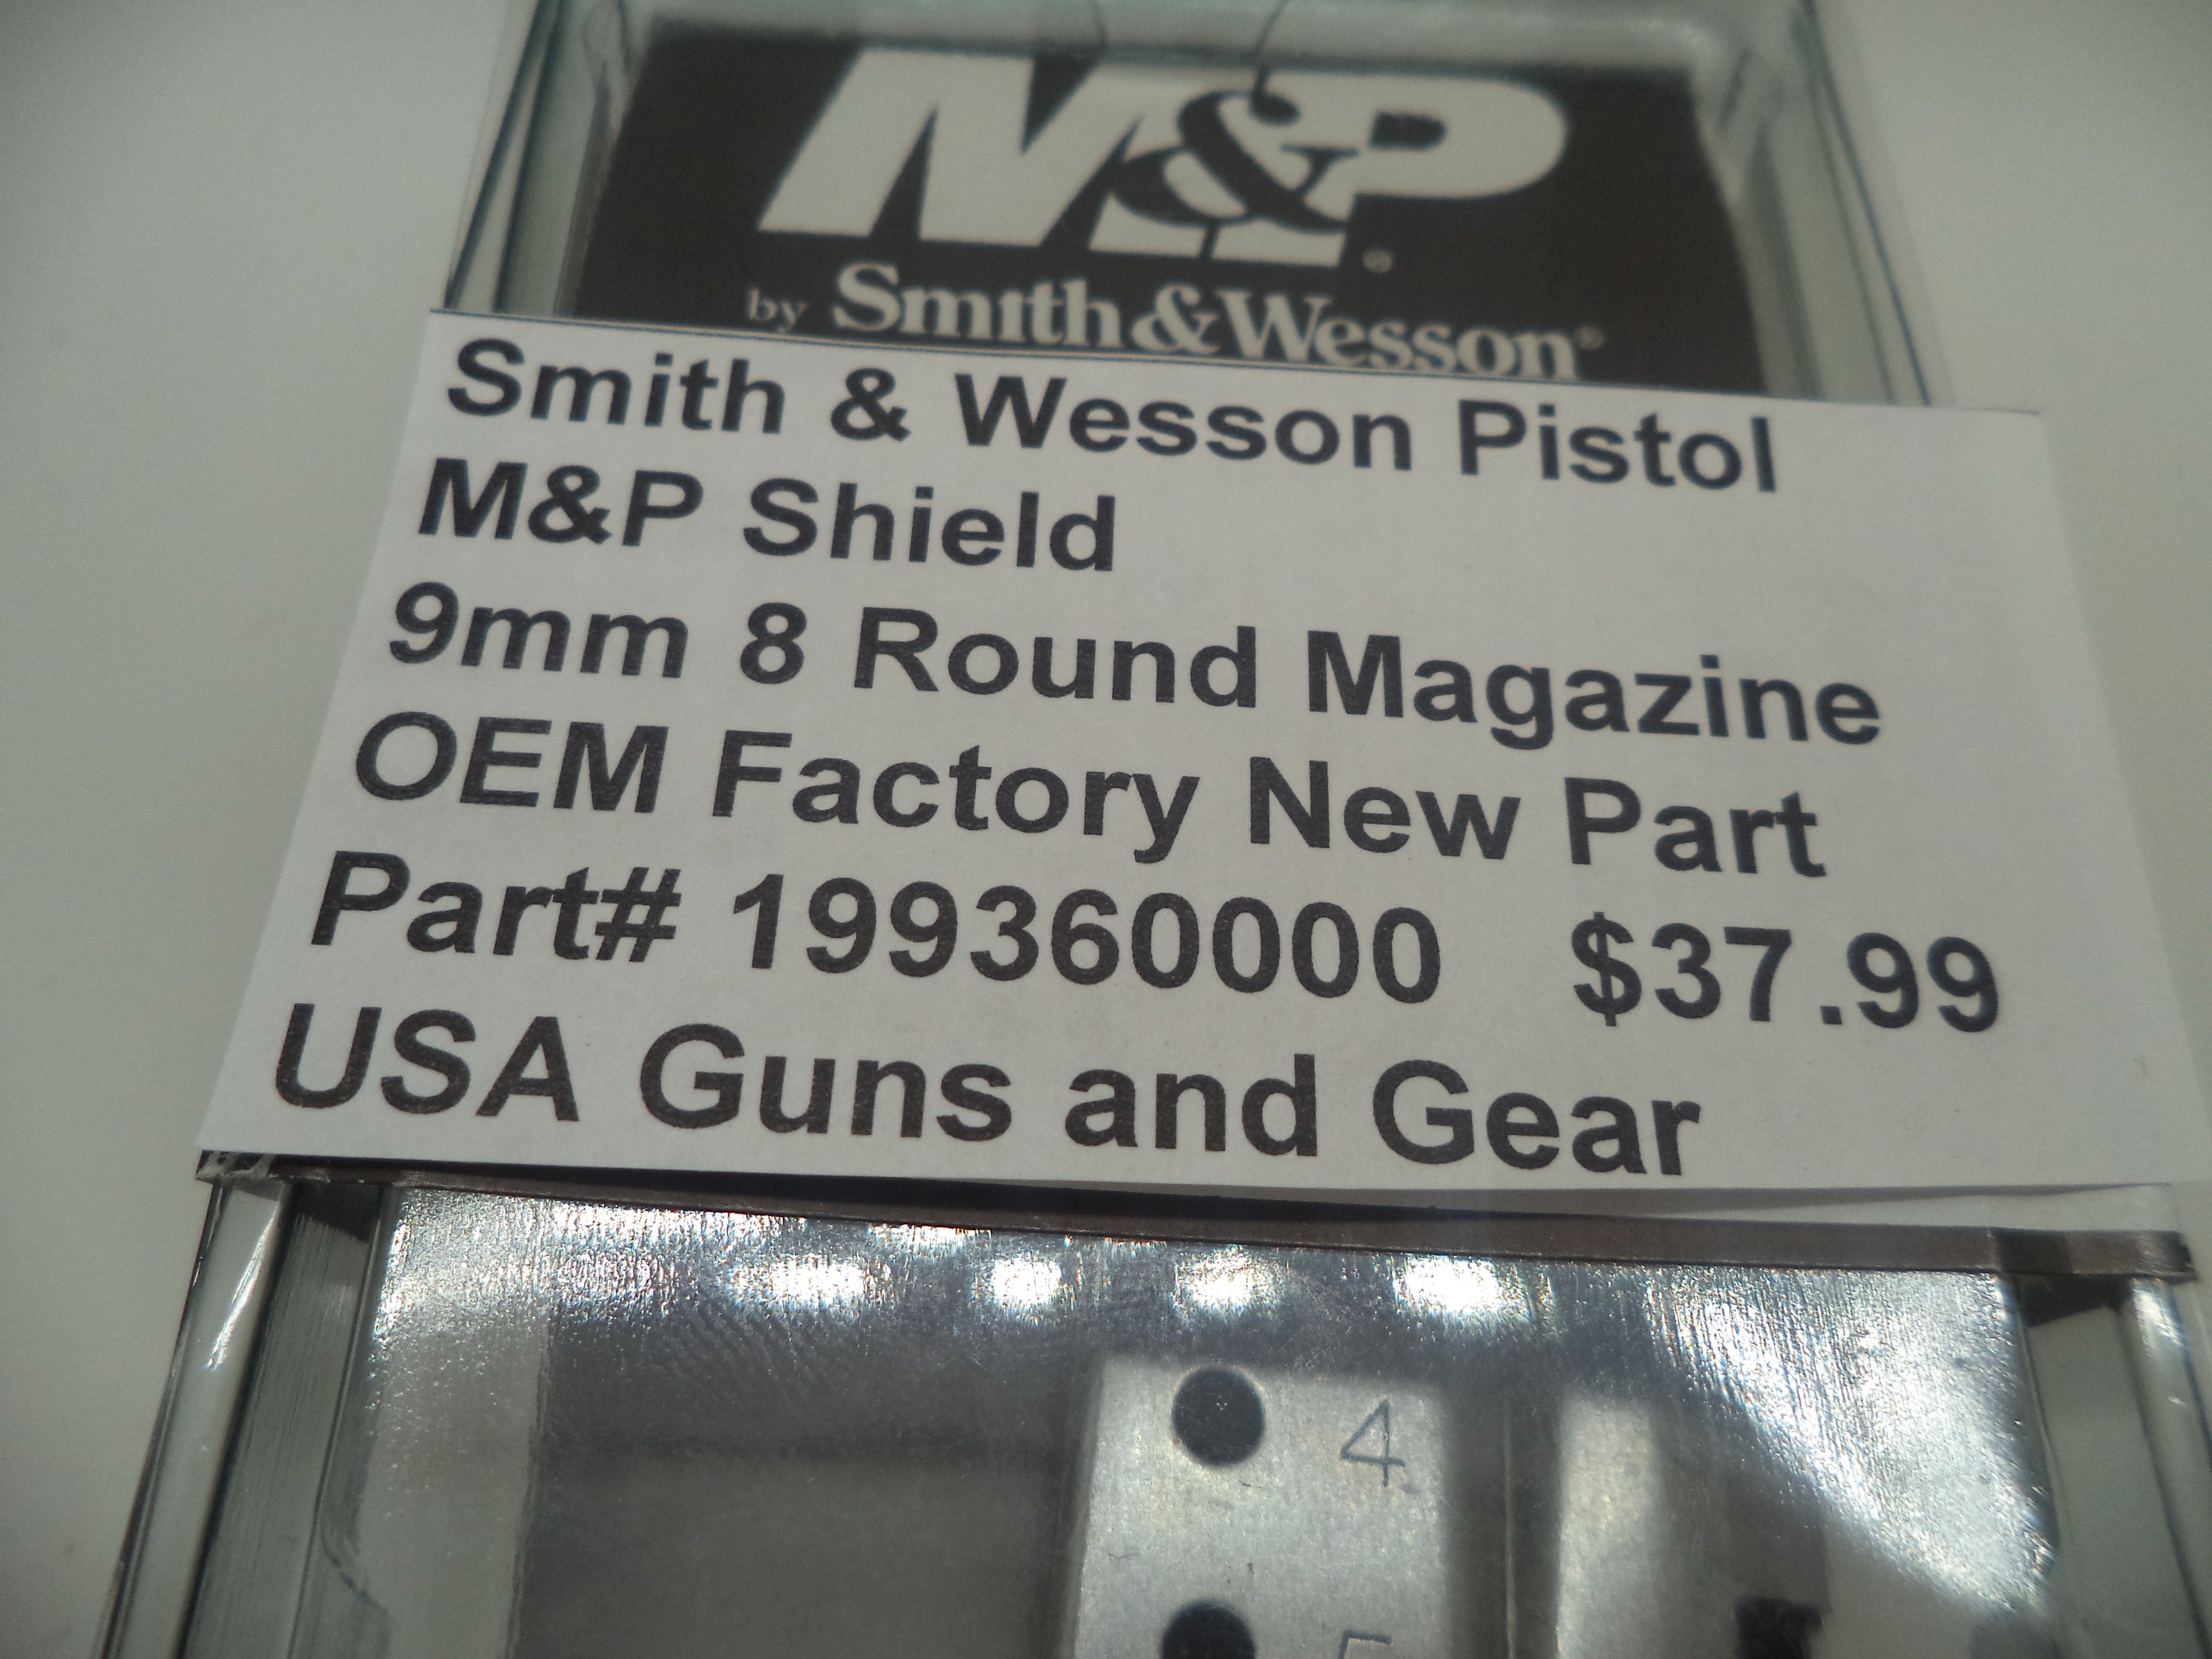 M&P®
by Smith & Wesson®
Smith & Wesson Pistol
M&P Shield
9mm 8 Round Magazine
OEM Factory New Part
Part# 199360000 $37.99
USA Guns and Gear
4
5